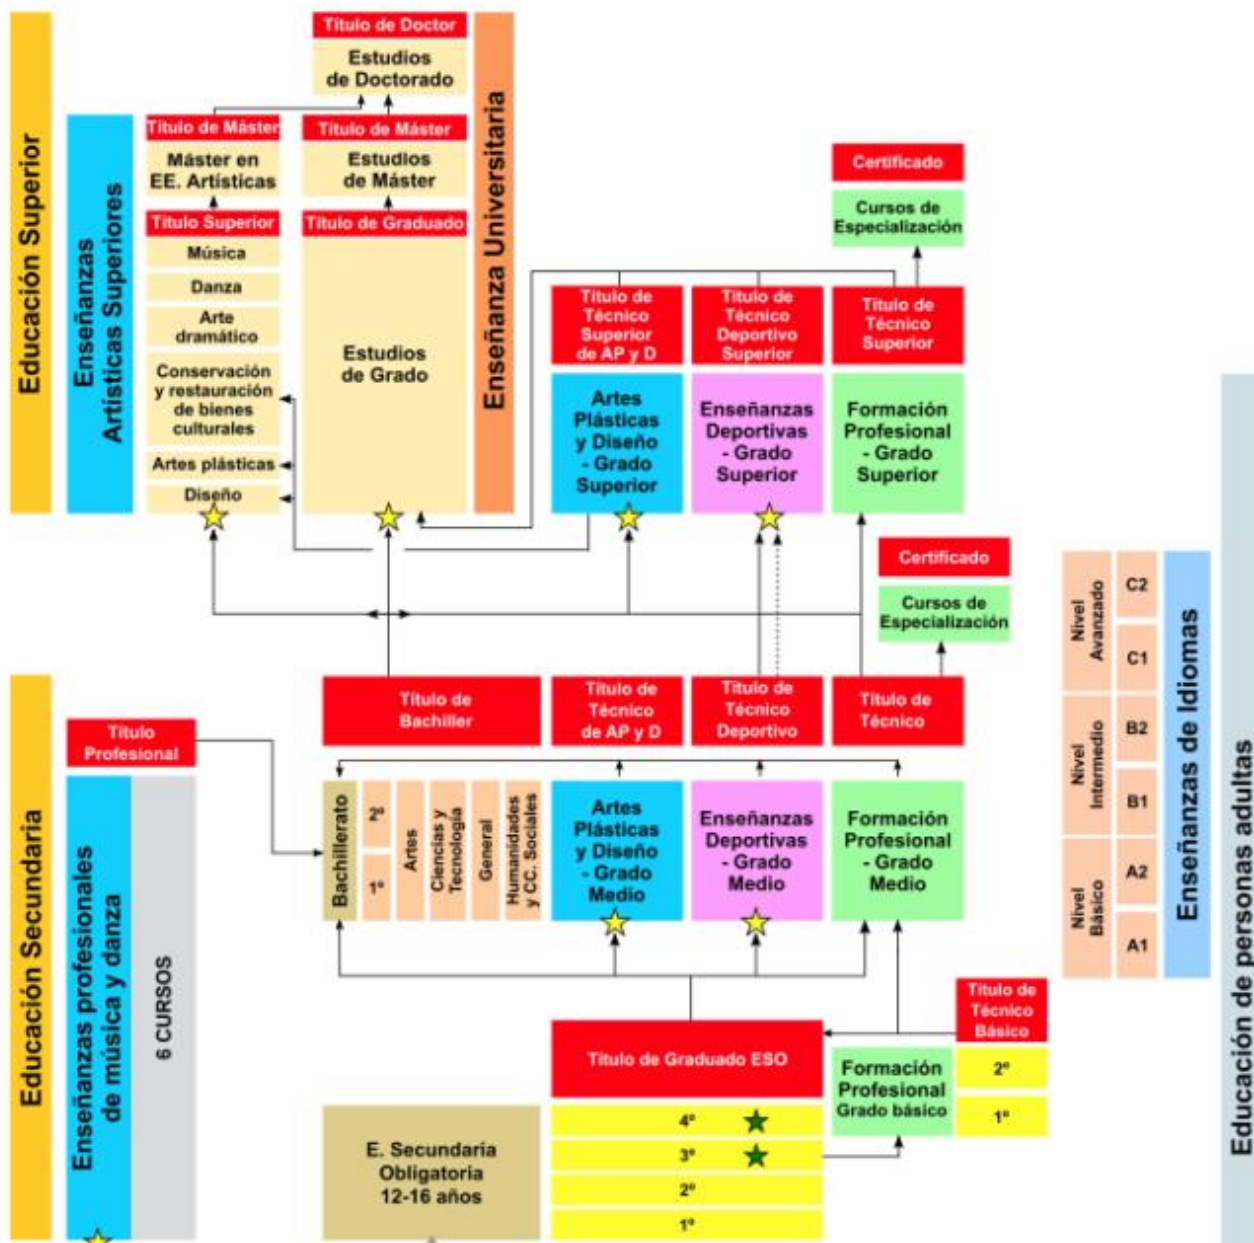 Educación Superior
Enseñanzas
Artísticas Superiores
Título de Doctor
Estudios
de Doctorado
Título de Máster
Máster en
EE. Artísticas
Título Superior
Música
Danza
Arte
dramático
Conservación
y restauración
de bienes
culturales
Artes plásticas
Diseño
Título de Máster
Estudios
de Máster
Título de Graduado
Estudios
de Grado
Enseñanza Universitaria
Certificado
Cursos de
Especialización
Título de
Técnico
Superior
de AP y D
Título de
Técnico
Deportivo
Superior
Título de
Técnico
Superior
Artes
Plásticas
y Diseño
- Grado
Superior
Enseñanzas
Deportivas
- Grado
Superior
Formación
Profesional
- Grado
Superior
Certificado
Cursos de
Especialización
Educación Secundaria
Título
Profesional
Enseñanzas profesionales
de música y danza
6 CURSOS
Título de
Bachiller
Título de
Técnico
de AP y D
Título de
Técnico
Deportivo
Título de
Técnico
Bachillerato
2º
1º
Artes
Ciencias y
Tecnología
General
Humanidades
y CC. Sociales
Artes
Plásticas
y Diseño
- Grado
Medio
Enseñanzas
Deportivas
- Grado
Medio
Formación
Profesional
- Grado
Medio
Título de Graduado ESO
Título de
Técnico
Básico
Formación
Profesional
Grado básico
2º
1º
E. Secundaria
Obligatoria
12-16 años
4º
3º
2º
1º
Nivel
Avanzado
C2
C1
Nivel
Intermedio
B2
B1
Nivel
Básico
A2
A1
Enseñanzas de Idiomas
Educación de personas adultas